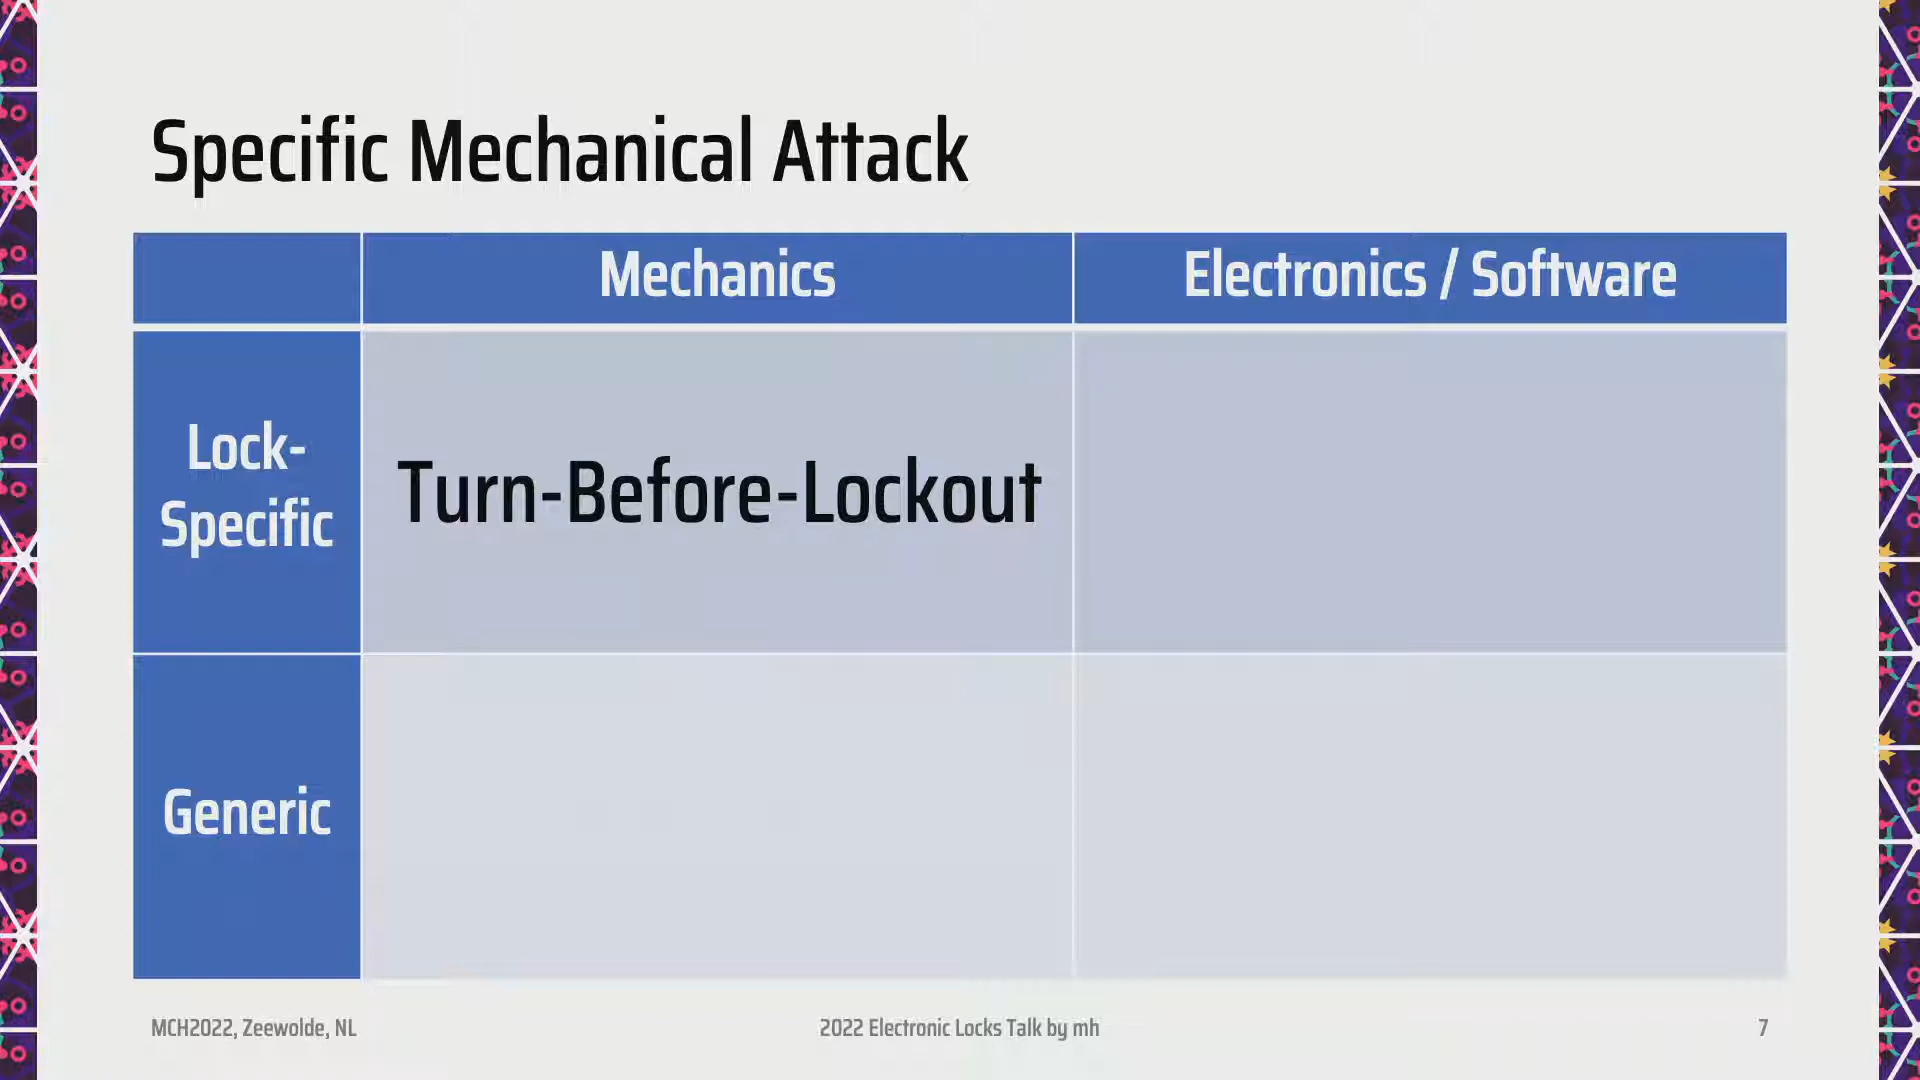 Specific Mechanical Attack
Mechanics
Electronics / Software
Lock-
Specific
Turn-Before-Lockout
Generic
MCH2022, Zeewolde, NL
2022 Electronic Locks Talk by mh
7